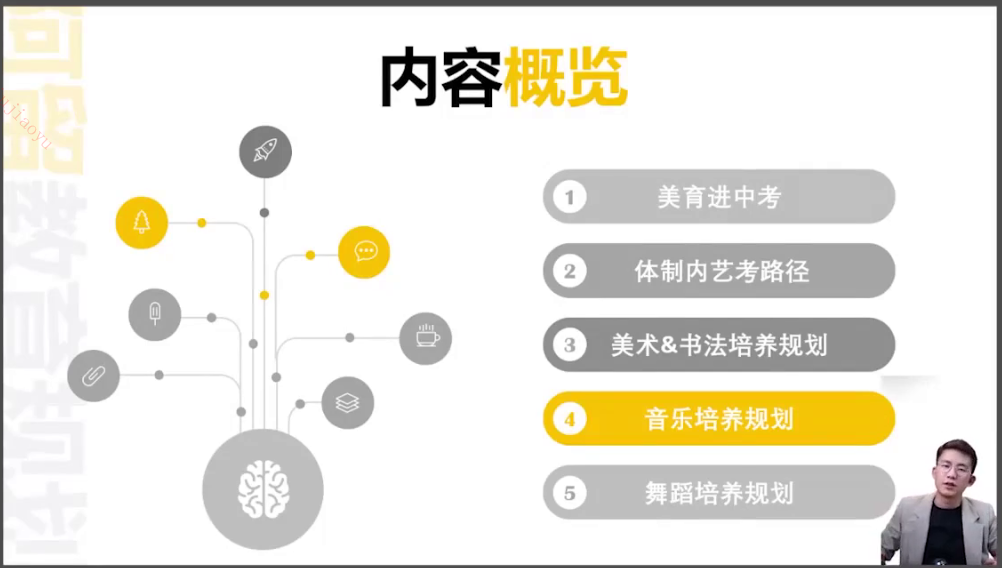 内容概览
1 美育进中考
2 体制内艺考路径
3 美术&书法培养规划
4 音乐培养规划
5 舞蹈培养规划
jiaoyu